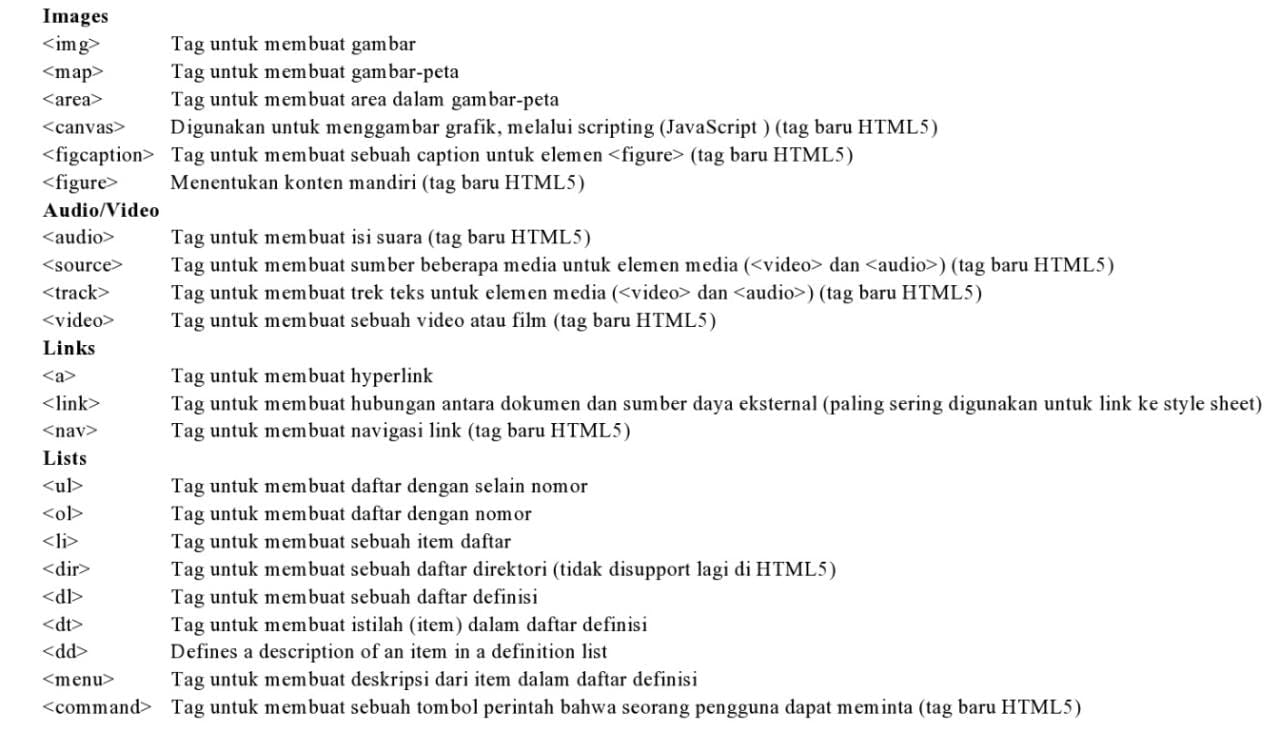 Images
<img> Tag untuk membuat gambar
<map> Tag untuk membuat gambar-peta
<area> Tag untuk membuat area dalam gambar-peta
<canvas> Digunakan untuk menggambar grafik, melalui scripting (JavaScript ) (tag baru HTML5)
<figcaption> Tag untuk membuat sebuah caption untuk elemen <figure> (tag baru HTML5)
<figure> Menentukan konten mandiri (tag baru HTML5)
Audio/Video
<audio> Tag untuk membuat isi suara (tag baru HTML5)
<source> Tag untuk membuat sumber beberapa media untuk elemen media (<video> dan <audio>) (tag baru HTML5)
<track> Tag untuk membuat trek teks untuk elemen media (<video> dan <audio>) (tag baru HTML5)
<video> Tag untuk membuat sebuah video atau film (tag baru HTML5)
Links
<a> Tag untuk membuat hyperlink
<link> Tag untuk membuat hubungan antara dokumen dan sumber daya eksternal (paling sering digunakan untuk link ke style sheet)
<nav> Tag untuk membuat navigasi link (tag baru HTML5)
Lists
<ul> Tag untuk membuat daftar dengan selain nomor
<ol> Tag untuk membuat daftar dengan nomor
<li> Tag untuk membuat sebuah item daftar
<dir> Tag untuk membuat sebuah daftar direktori (tidak disupport lagi di HTML5)
<dl> Tag untuk membuat sebuah daftar definisi
<dt> Tag untuk membuat istilah (item) dalam daftar definisi
<dd> Defines a description of an item in a definition list
<menu> Tag untuk membuat deskripsi dari item dalam daftar definisi
<command> Tag untuk membuat sebuah tombol perintah bahwa seorang pengguna dapat meminta (tag baru HTML5)